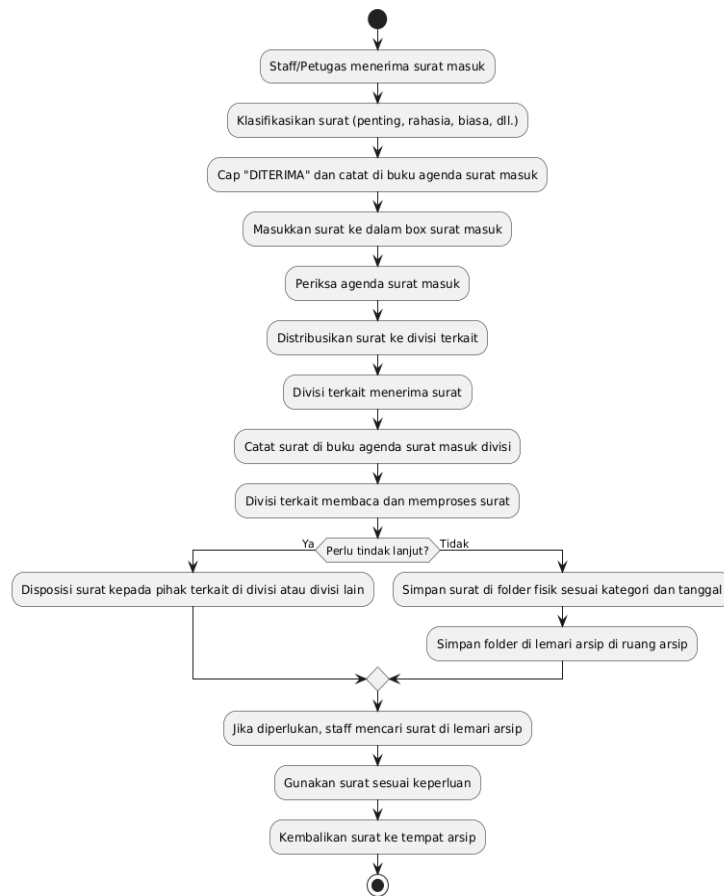 Staff/Petugas menerima surat masuk
Klasifikasikan surat (penting, rahasia, biasa, dll.)
Cap "DITERIMA" dan catat di buku agenda surat masuk
Masukkan surat ke dalam box surat masuk
Periksa agenda surat masuk
Distribusikan surat ke divisi terkait
Divisi terkait menerima surat
Catat surat di buku agenda surat masuk divisi
Divisi terkait membaca dan memproses surat
Ya
Perlu tindak lanjut?
Tidak
Disposisi surat kepada pihak terkait di divisi atau divisi lain
Simpan surat di folder fisik sesuai kategori dan tanggal
Simpan folder di lemari arsip di ruang arsip
Jika diperlukan, staff mencari surat di lemari arsip
Gunakan surat sesuai keperluan
Kembalikan surat ke tempat arsip